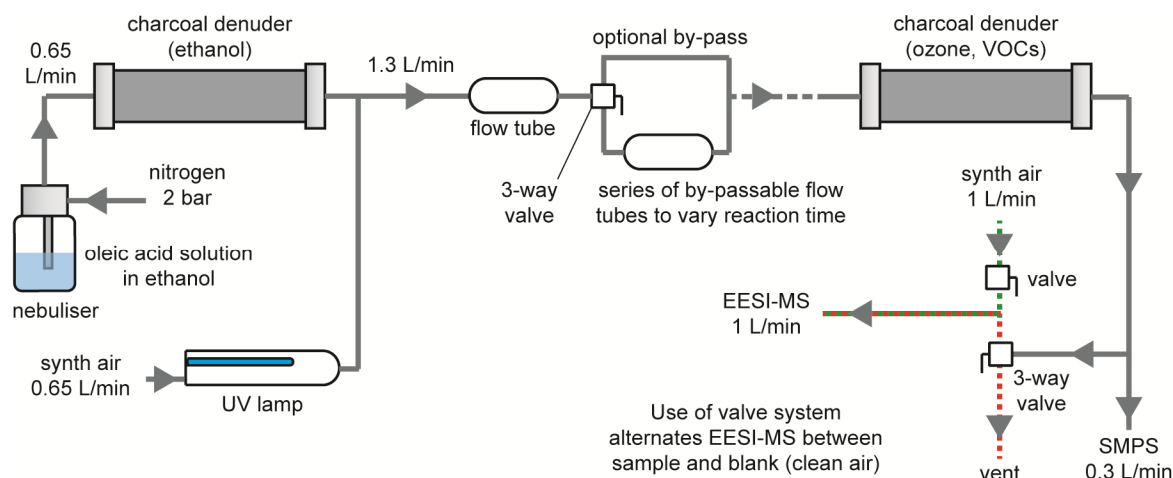 charcoal denuder
(ethanol)
0.65
L/min
1.3 L/min
flow tube
optional by-pass
charcoal denuder
(ozone, VOCs)
nitrogen
2 bar
3-way
valve
series of by-passable flow
tubes to vary reaction time
synth air
1 L/min
oleic acid solution
in ethanol
nebuliser
valve
EESI-MS
1 L/min
synth air
0.65 L/min
UV lamp
3-way
valve
Use of valve system
alternates EESI-MS between
sample and blank (clean air)
vent
SMPS
0.3 L/min